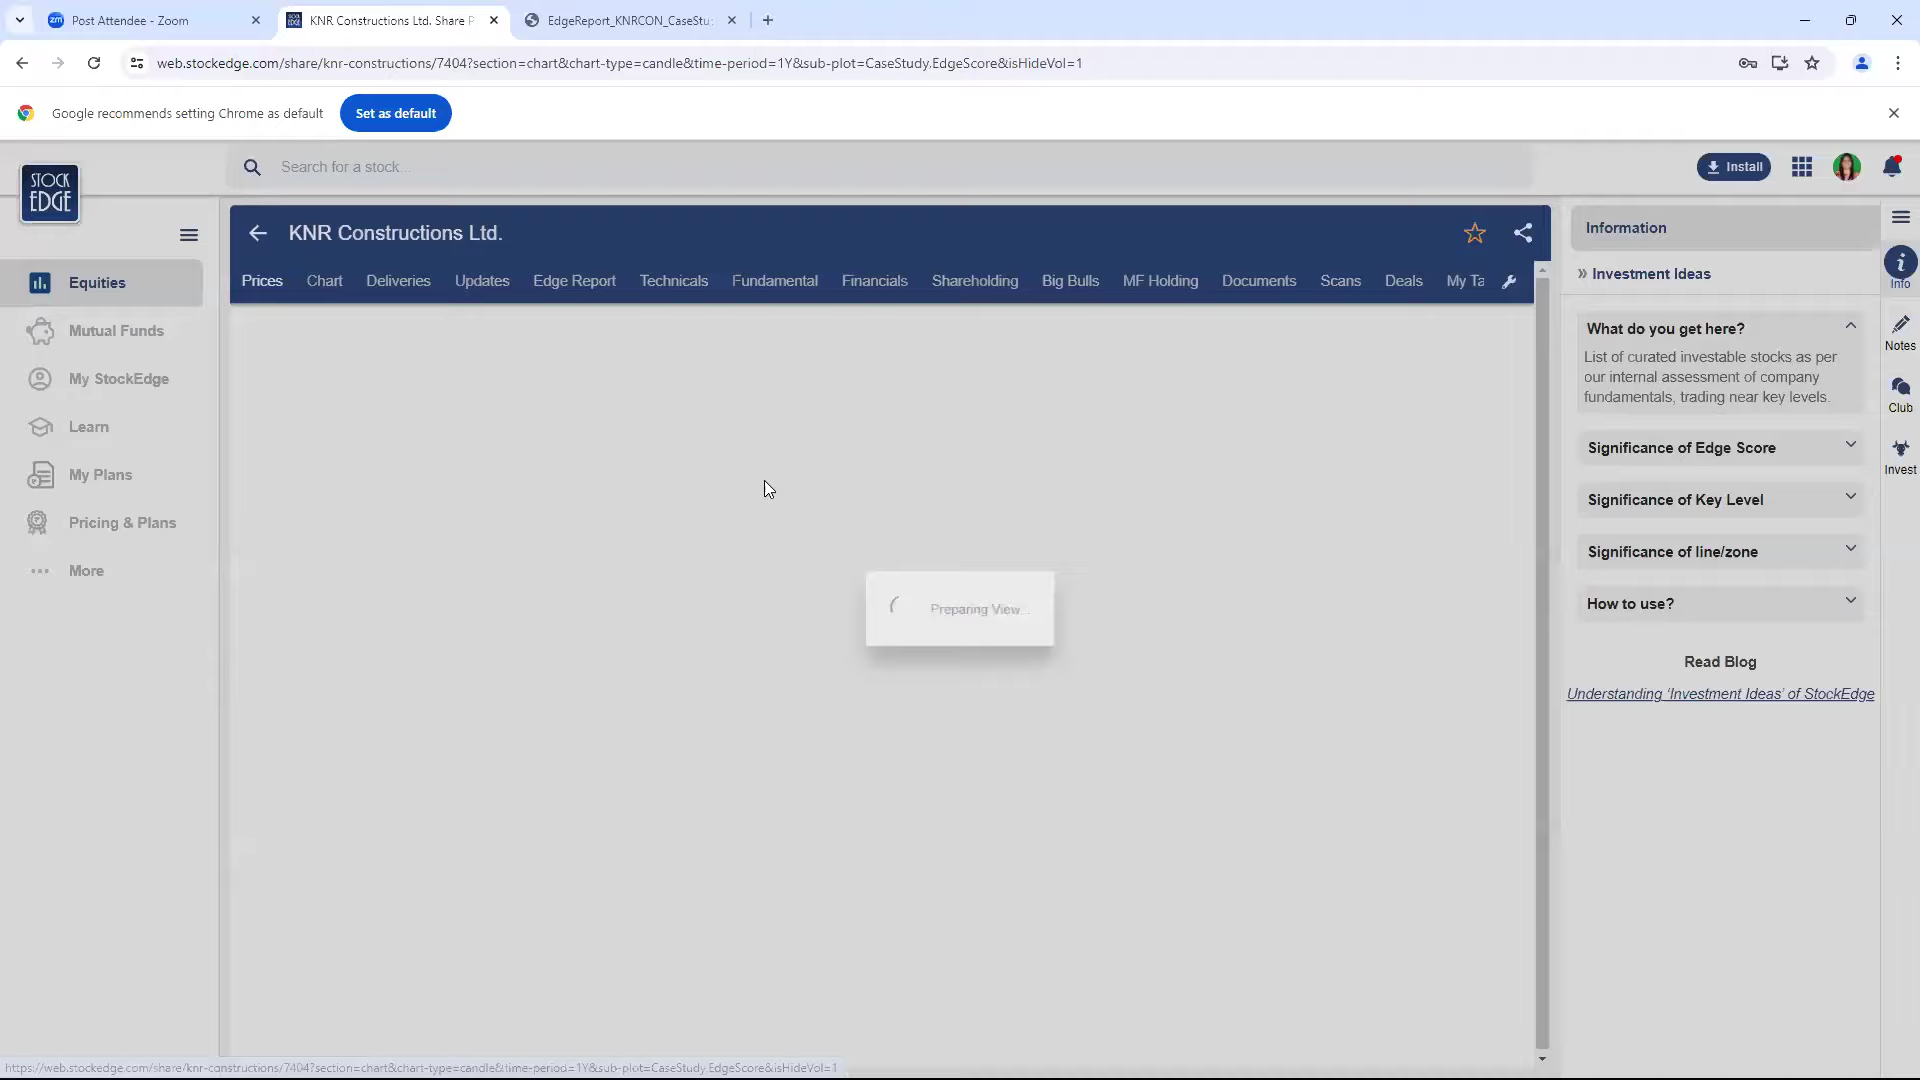 Post Attendee - Zoom
KNR Constructions Ltd. Share P
EdgeReport_KNRCON_CaseStu
web.stockedge.com/share/knr-constructions/7404?section=chart&chart-type=candle&time-period=1Y&sub-plot=CaseStudy.EdgeScore&isHideVol=1
Google recommends setting Chrome as default
Set as default
STOCK
EDGE
Search for a stock...
Install
Equities
Mutual Funds
My StockEdge
Learn
My Plans
Pricing & Plans
More
KNR Constructions Ltd.
Prices Chart Deliveries Updates Edge Report Technicals Fundamental Financials Shareholding Big Bulls MF Holding Documents Scans Deals My Ta
Preparing View...
Information
» Investment Ideas
What do you get here?
List of curated investable stocks as per
our internal assessment of company
fundamentals, trading near key levels.
Significance of Edge Score
Significance of Key Level
Significance of line/zone
How to use?
Read Blog
Understanding 'Investment Ideas' of StockEdge
Info
Notes
Club
Invest
https://web.stockedge.com/share/knr-constructions/7404?section=chart&chart-type=candle&time-period=1Y&sub-plot=CaseStudy.EdgeScore&isHideVol=1